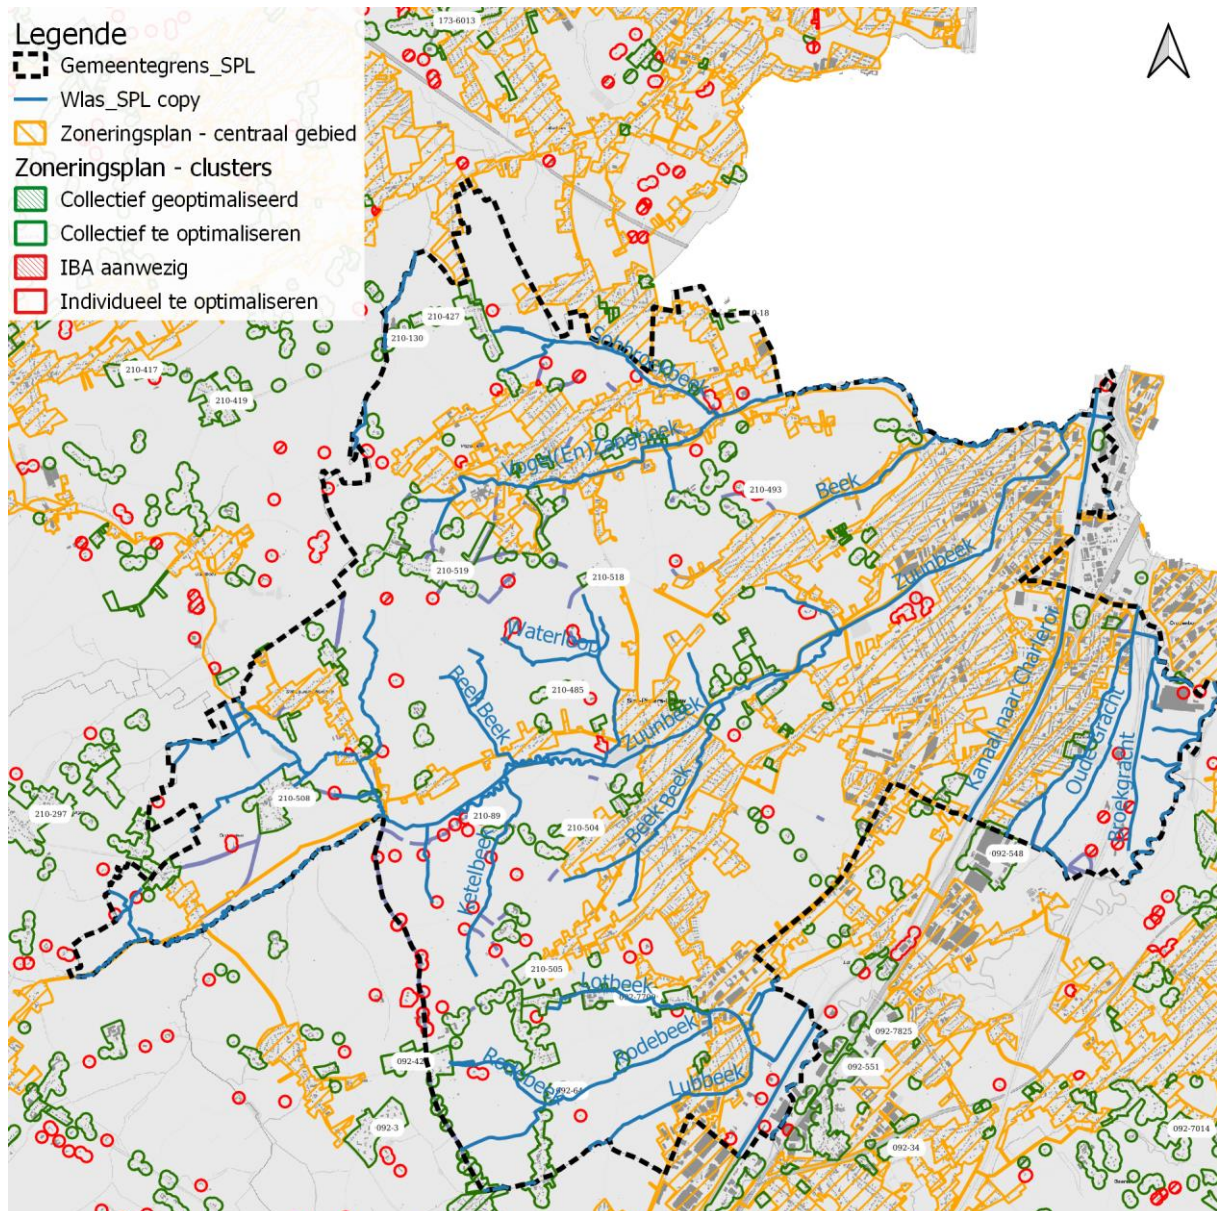 Legende
Gemeentegrens_SPL
Wlas_SPL copy
Zoneringsplan - centraal gebied
Zoneringsplan - clusters
Collectief geoptimaliseerd
Collectief te optimaliseren
IBA aanwezig
Individueel te optimaliseren
173-6013
210-427
210-130
210-417
210-419
Vogel(En)Zangbeek
210-493
Beek
Zuunbeek
210-519
210-518
Waterloop
Beek Beek
210-485
Zuunbeek
Kanaal naar Charleroi
Oude Gracht
Broekgracht
210-508
210-297
210-89
210-504
Beek Beek
Ketelbeek
092-548
210-505
Lotbeek
Rodebeek
Lubbeek
092-7825
092-551
092-3
092-34
092-7014